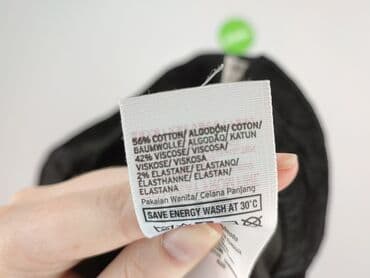 56% COTTON/ ALGODÓN/ COTON/
BAUMWOLLE/ ALGODÃO/ KATUN
42% VISCOSE/ VISCOSA/
VISKOSE/ VISKOSA
2% ELASTANE/ ELASTANO/
ÉLASTHANNE/ ELASTAN/
ELASTANA
Pakaian Wanita/ Celana Panjang
SAVE ENERGY WASH AT 30°C